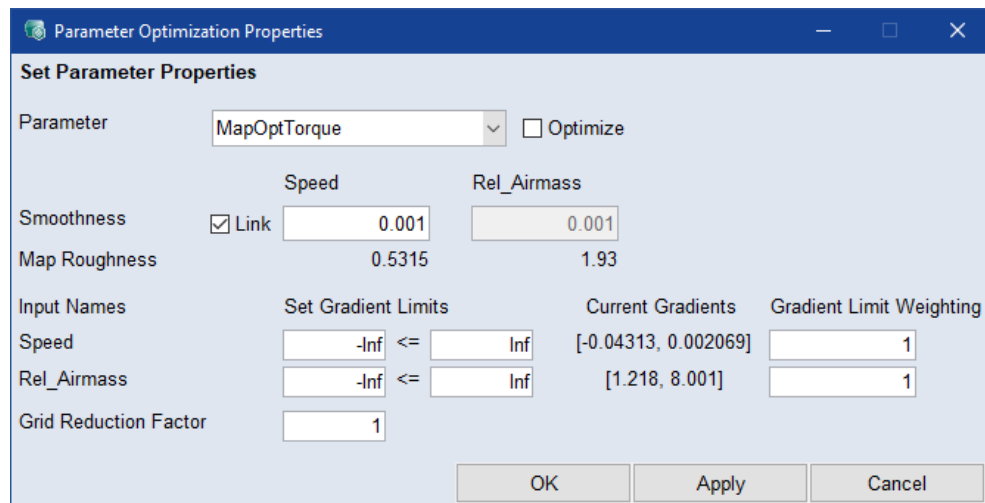 Parameter Optimization Properties
Set Parameter Properties
Parameter MapOptTorque Optimize
Speed Rel_Airmass
Smoothness Link 0.001 0.001
Map Roughness 0.5315 1.93
Input Names Set Gradient Limits Current Gradients Gradient Limit Weighting
Speed -Inf <= Inf [-0.04313, 0.002069] 1
Rel_Airmass -Inf <= Inf [1.218, 8.001] 1
Grid Reduction Factor 1
OK Apply Cancel